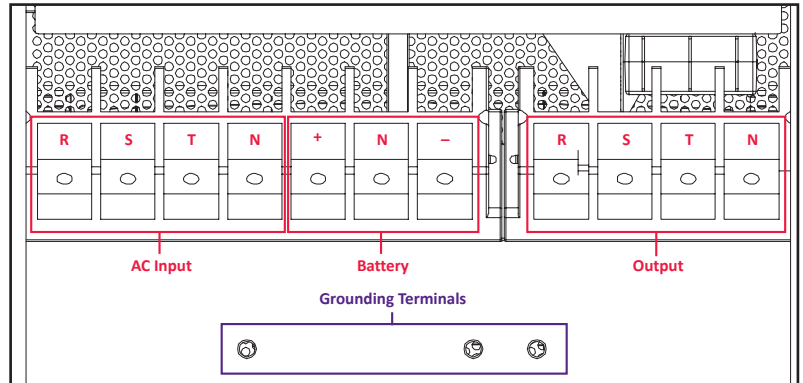 R S T N + N – R S T N
AC Input Battery Output
Grounding Terminals